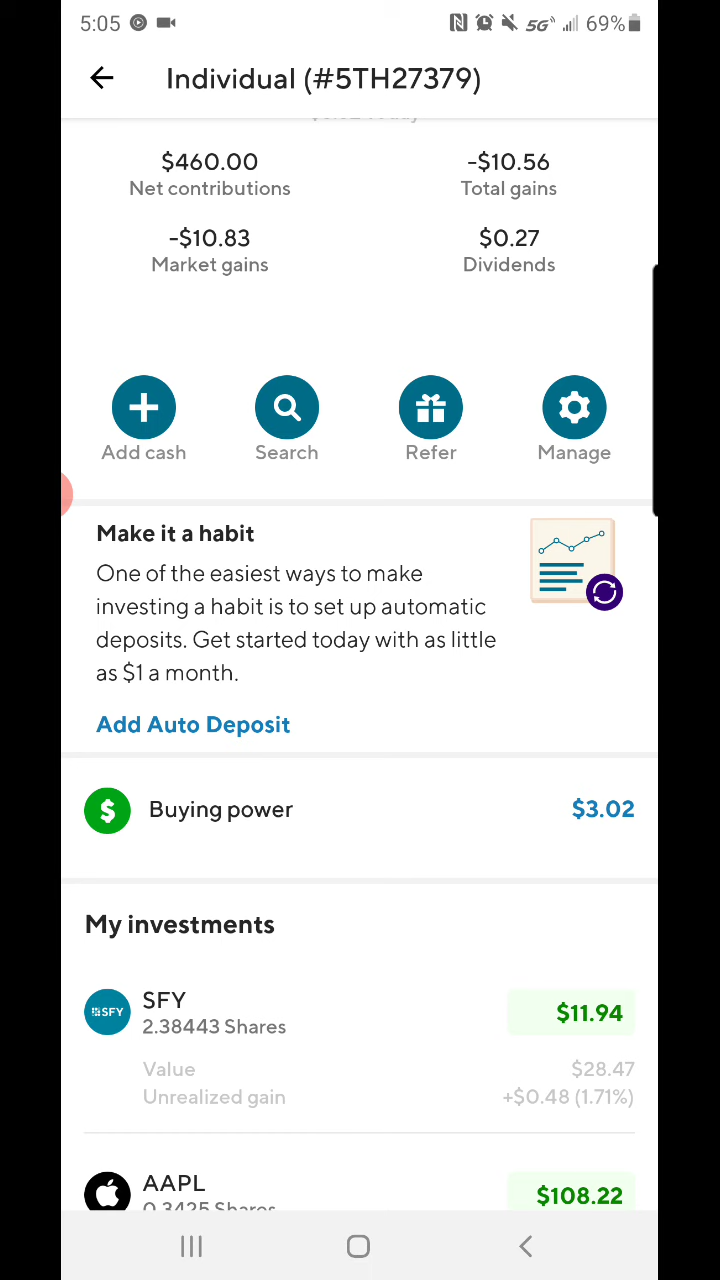 5:05 5G 69%
Individual (#5TH27379)
$460.00 -$10.56
Net contributions Total gains
-$10.83 $0.27
Market gains Dividends
Add cash Search Refer Manage
Make it a habit
One of the easiest ways to make
investing a habit is to set up automatic
deposits. Get started today with as little
as $1 a month.
Add Auto Deposit
$ Buying power $3.02
My investments
SFY SFY $11.94
2.38443 Shares
Value $28.47
Unrealized gain +$0.48 (1.71%)
AAPL $108.22
0.3425 Shares